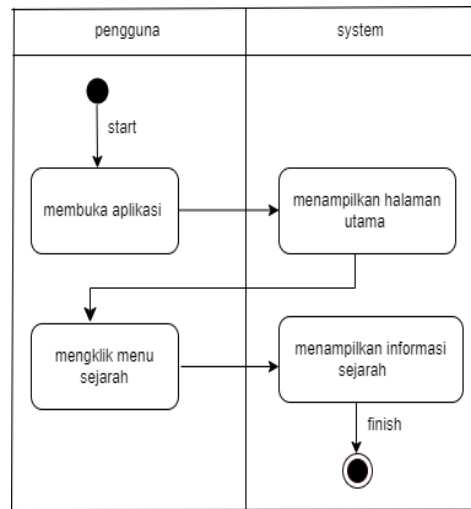 pengguna
system
start
membuka aplikasi
menampilkan halaman
utama
mengklik menu
sejarah
menampilkan informasi
sejarah
finish